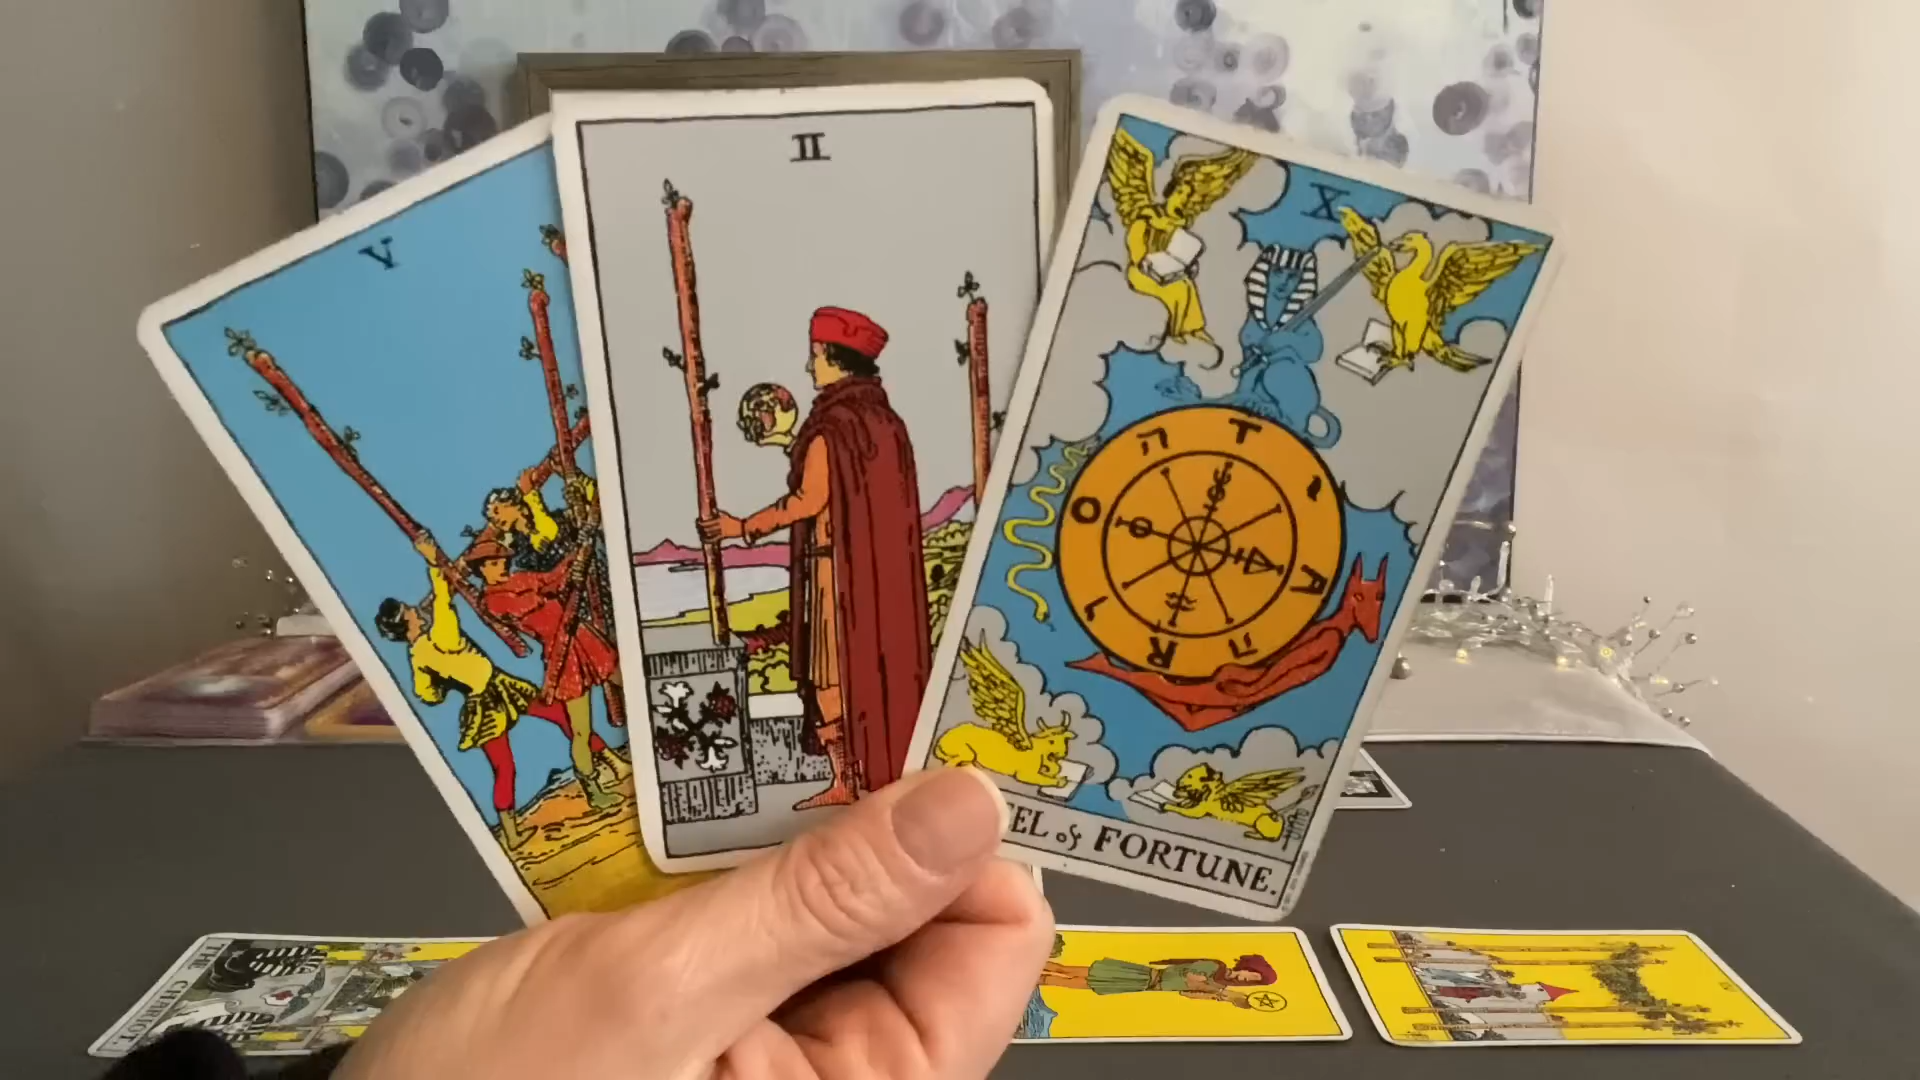 V
II
X
EL of FORTUNE.
T
A
R
O
י
ה
ו
ה
THE CHARIOT.